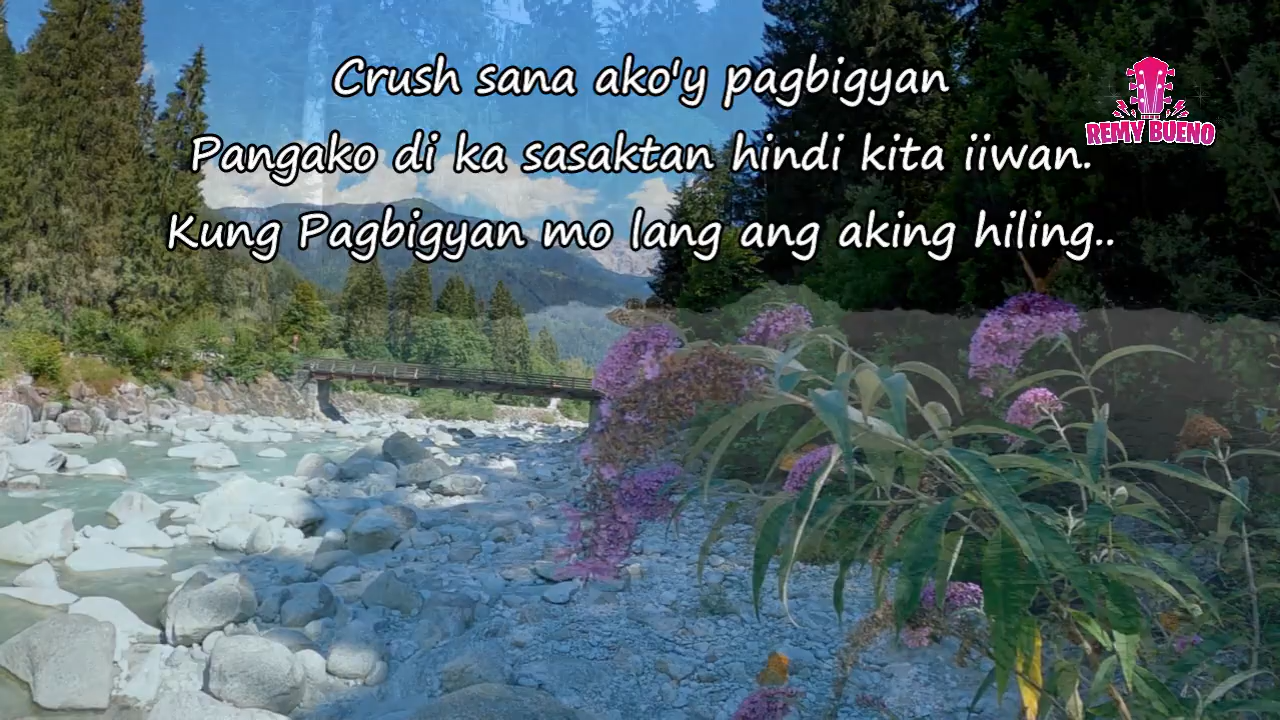 Crush sana ako'y pagbigyan
REMY BUENO
Pangako di ka sasaktan hindi kita iiwan.
Kung Pagbigyan mo lang ang aking hiling..